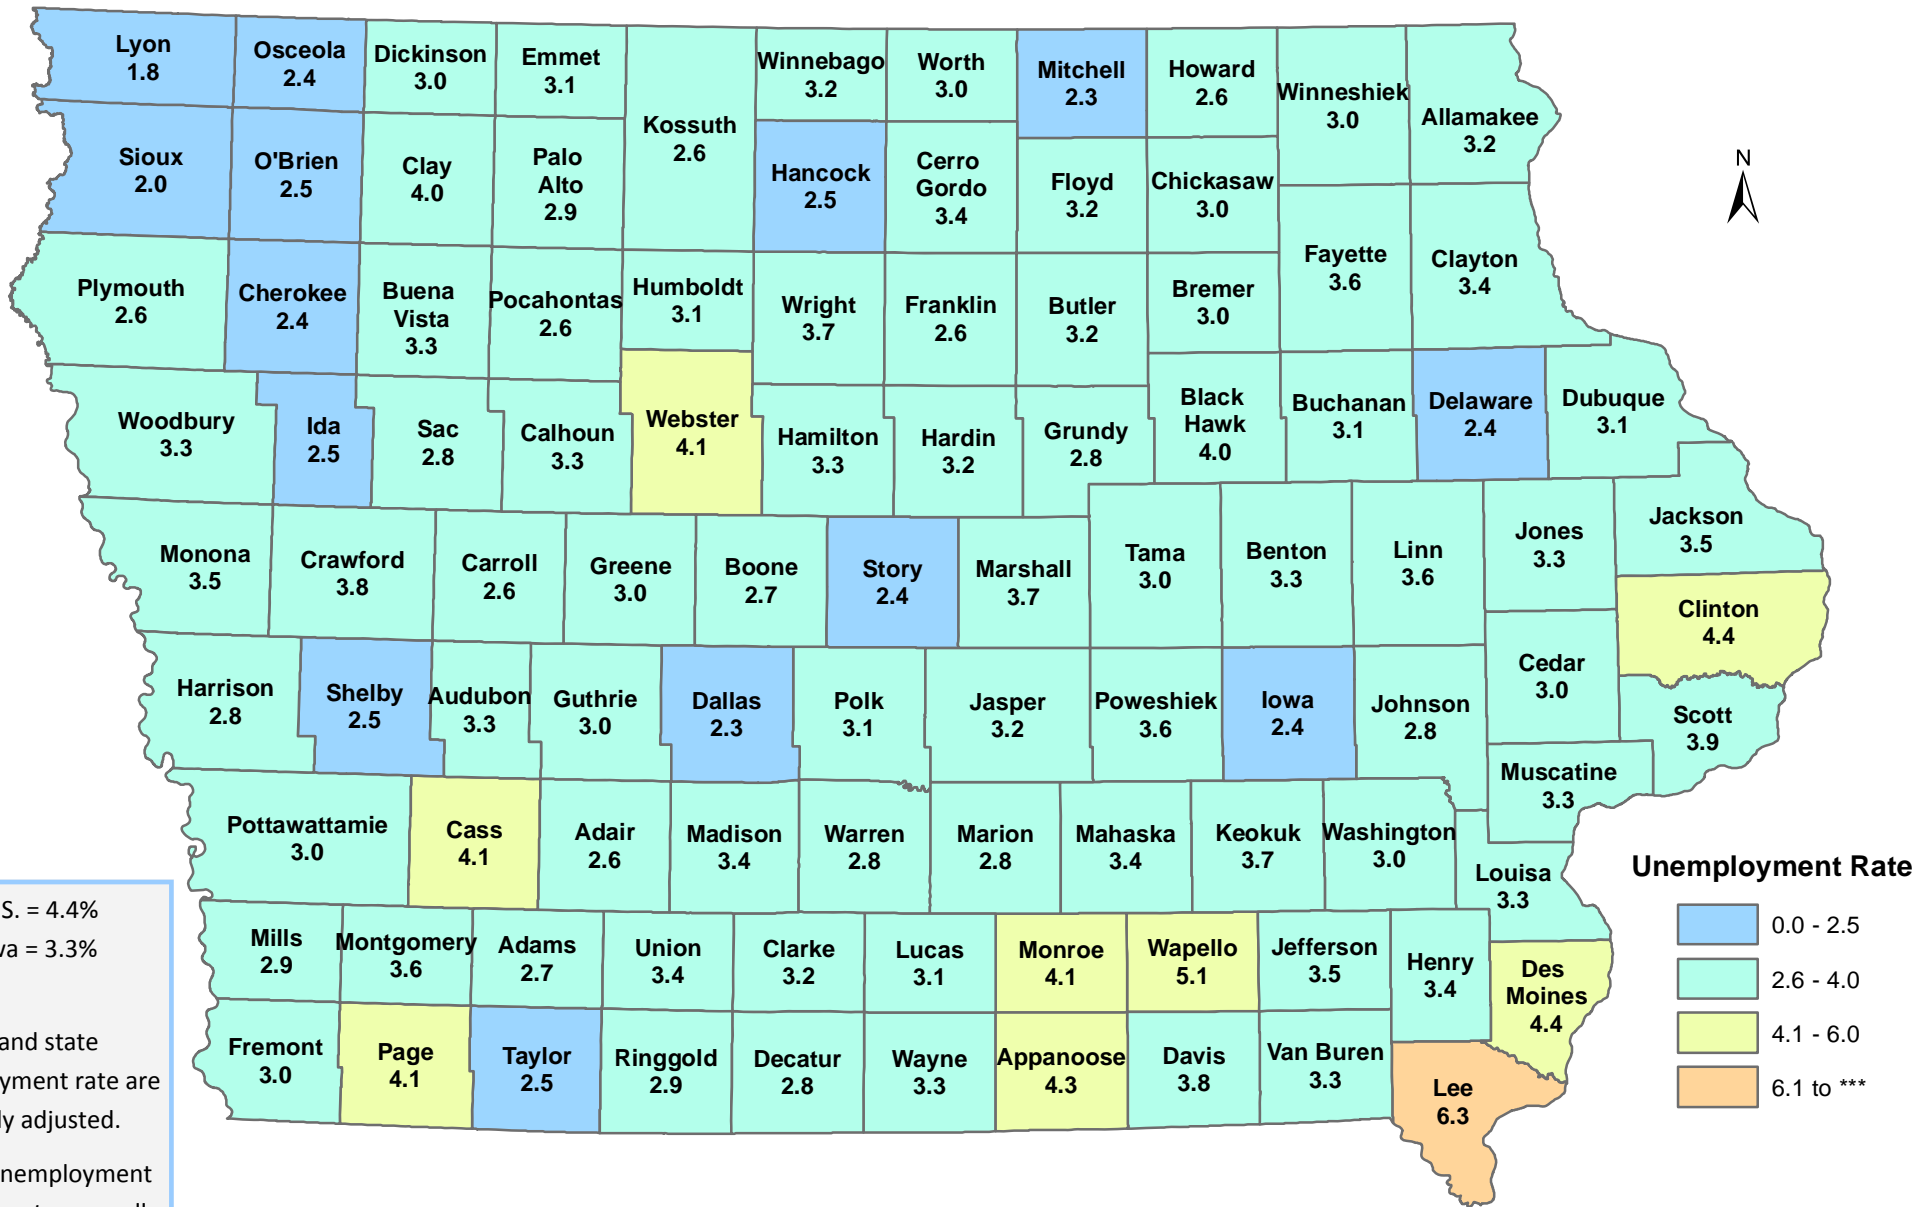 Lyon
1.8
Osceola
2.4
Dickinson
3.0
Emmet
3.1
Kossuth
2.6
Winnebago
3.2
Worth
3.0
Mitchell
2.3
Howard
2.6
Winneshiek
3.0
Allamakee
3.2
N
Sioux
2.0
O'Brien
2.5
Clay
4.0
Palo
Alto
2.9
Hancock
2.5
Cerro
Gordo
3.4
Floyd
3.2
Chickasaw
3.0
Fayette
3.6
Clayton
3.4
Plymouth
2.6
Cherokee
2.4
Buena
Vista
3.3
Pocahontas
2.6
Humboldt
3.1
Wright
3.7
Franklin
2.6
Butler
3.2
Bremer
3.0
Woodbury
3.3
Ida
2.5
Sac
2.8
Calhoun
3.3
Webster
4.1
Hamilton
3.3
Hardin
3.2
Grundy
2.8
Black
Hawk
4.0
Buchanan
3.1
Delaware
2.4
Dubuque
3.1
Monona
3.5
Crawford
3.8
Carroll
2.6
Greene
3.0
Boone
2.7
Story
2.4
Marshall
3.7
Tama
3.0
Benton
3.3
Linn
3.6
Jones
3.3
Jackson
3.5
Clinton
4.4
Harrison
2.8
Shelby
2.5
Audubon
3.3
Guthrie
3.0
Dallas
2.3
Polk
3.1
Jasper
3.2
Poweshiek
3.6
Iowa
2.4
Johnson
2.8
Cedar
3.0
Scott
3.9
Muscatine
3.3
Pottawattamie
3.0
Cass
4.1
Adair
2.6
Madison
3.4
Warren
2.8
Marion
2.8
Mahaska
3.4
Keokuk
3.7
Washington
3.0
Louisa
3.3
Mills
2.9
Montgomery
3.6
Adams
2.7
Union
3.4
Clarke
3.2
Lucas
3.1
Monroe
4.1
Wapello
5.1
Jefferson
3.5
Henry
3.4
Des
Moines
4.4
Fremont
3.0
Page
4.1
Taylor
2.5
Ringgold
2.9
Decatur
2.8
Wayne
3.3
Appanoose
4.3
Davis
3.8
Van Buren
3.3
Lee
6.3
Unemployment Rate
0.0 - 2.5
2.6 - 4.0
4.1 - 6.0
6.1 to ***
S. = 4.4%
va = 3.3%
and state
yment rate are
ly adjusted.
nemployment